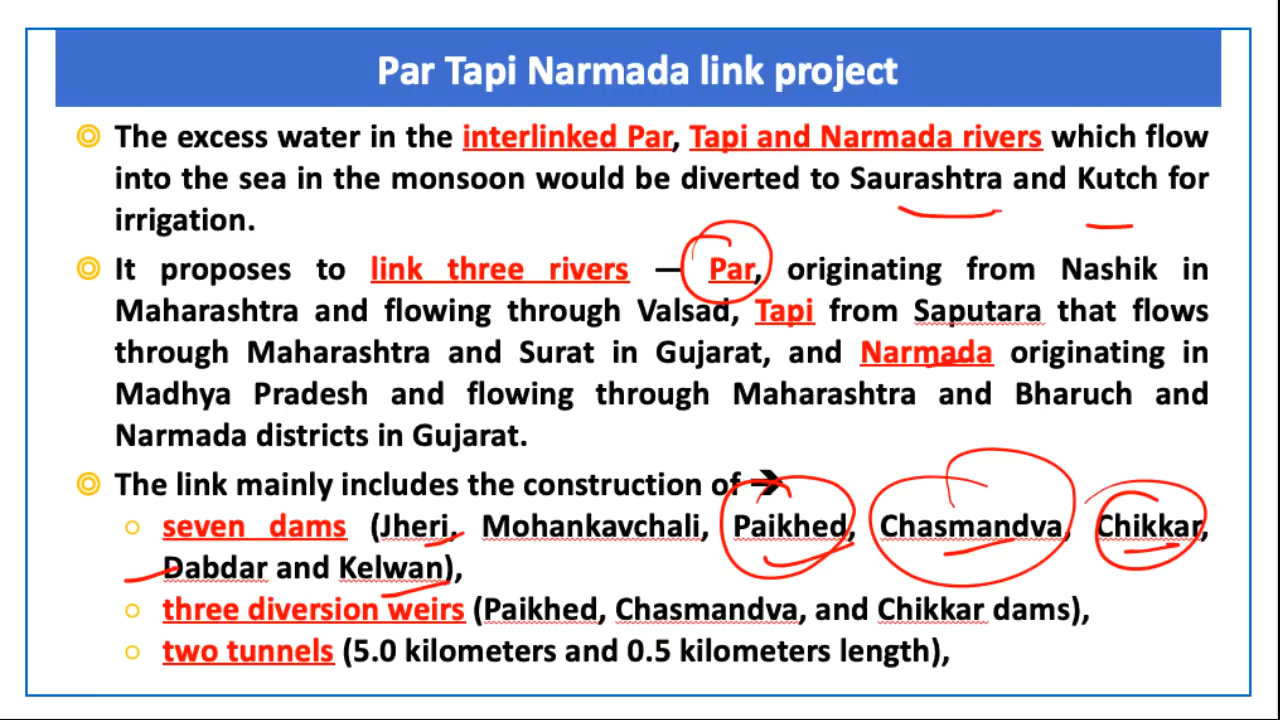 Par Tapi Narmada link project
The excess water in the interlinked Par, Tapi and Narmada rivers which flow
into the sea in the monsoon would be diverted to Saurashtra and Kutch for
irrigation.
It proposes to link three rivers — Par, originating from Nashik in
Maharashtra and flowing through Valsad, Tapi from Saputara that flows
through Maharashtra and Surat in Gujarat, and Narmada originating in
Madhya Pradesh and flowing through Maharashtra and Bharuch and
Narmada districts in Gujarat.
The link mainly includes the construction of ➔
seven dams (Jheri, Mohankavchali, Paikhed, Chasmandva, Chikkar,
Dabdar and Kelwan),
three diversion weirs (Paikhed, Chasmandva, and Chikkar dams),
two tunnels (5.0 kilometers and 0.5 kilometers length),